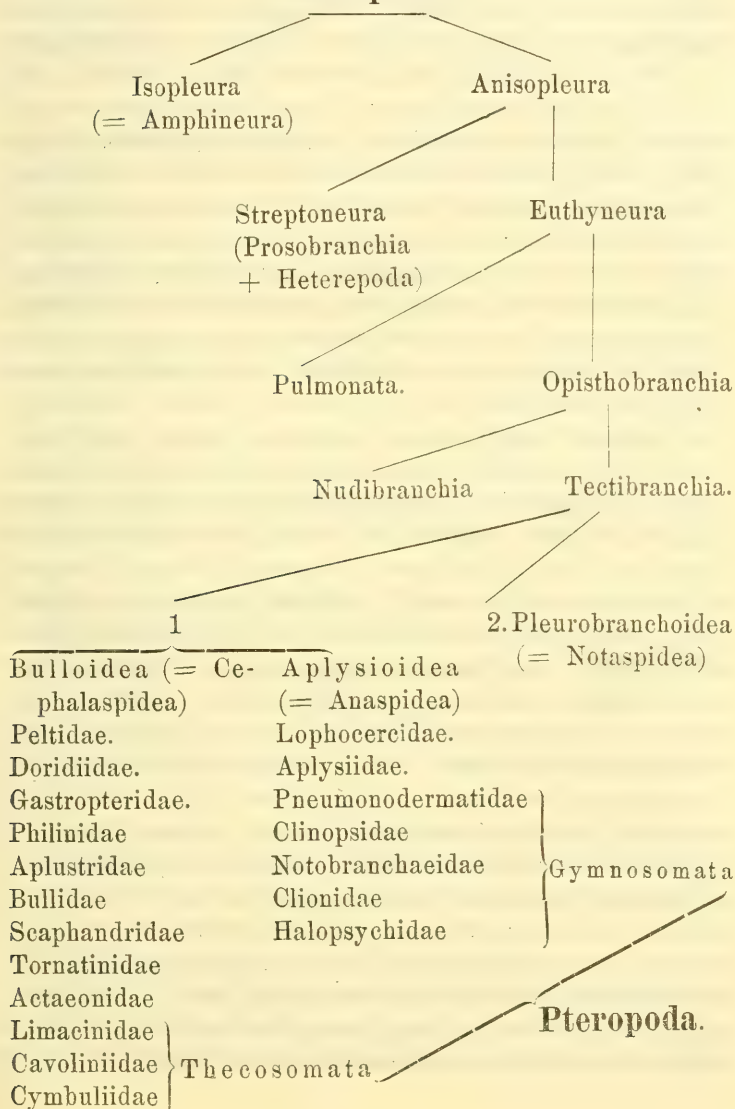 Isopleura
(= Amphineura)
Anisopleura
Streptoneura
(Prosobranchia
+ Heterepoda)
Euthyneura
Pulmonata.
Opisthobranchia
Nudibranchia
Tectibranchia.
1
2. Pleurobranchoidea
(= Notaspidea)
Bulloidea (= Ce-
phalaspidea)
Peltidae.
Doridiidae.
Gastropteridae.
Philinidae
Aplustridae
Bullidae
Scaphandridae
Tornatinidae
Actaeonidae
Limacinidae
Cavoliniidae
Cymbuliidae
Thecosomata
Aplysioidea
(= Anaspidea)
Lophocercidae.
Aplysiidae.
Pneumonodermatidae
Clinopsidae
Notobranchaeidae
Clionidae
Halopsychidae
Gymnosomata
Pteropoda.